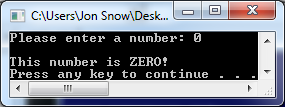 C:\Users\Jon Snow\Desk...
Please enter a number: 0
This number is ZERO!
Press any key to continue . . .